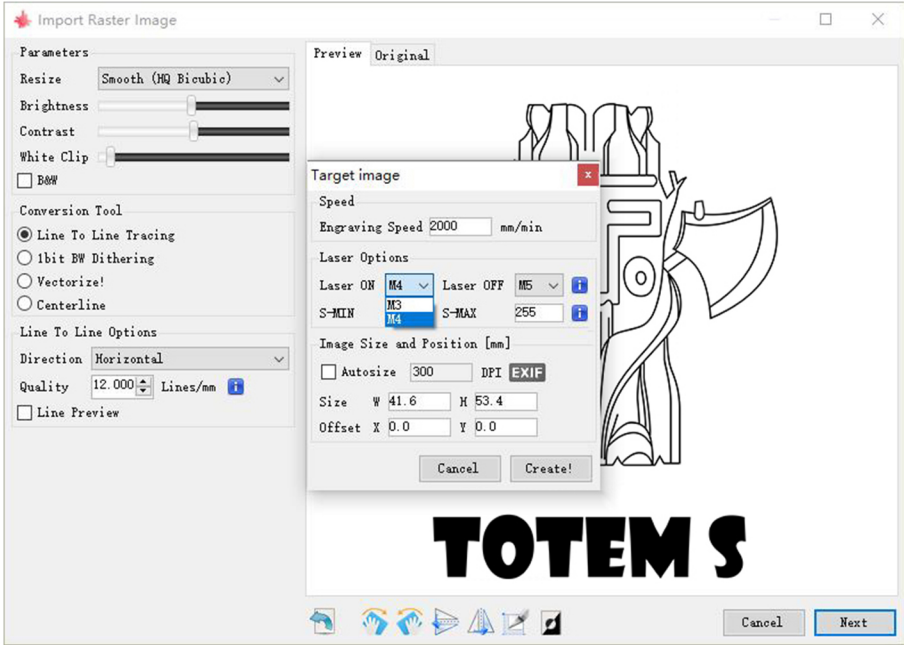 Import Raster Image
Parameters
Resize Smooth (HQ Bicubic)
Brightness
Contrast
White Clip
B&W
Conversion Tool
Line To Line Tracing
1bit BW Dithering
Vectorize!
Centerline
Line To Line Options
Direction Horizontal
Quality 12.000 Lines/mm
Line Preview
Preview Original
Target image
Speed
Engraving Speed 2000 mm/min
Laser Options
Laser ON M4 Laser OFF M5
M3
S-MIN M4 S-MAX 255
Image Size and Position [mm]
Autosize 300 DPI EXIF
Size W 41.6 H 53.4
Offset X 0.0 Y 0.0
Cancel Create!
TOTEM S
Cancel Next